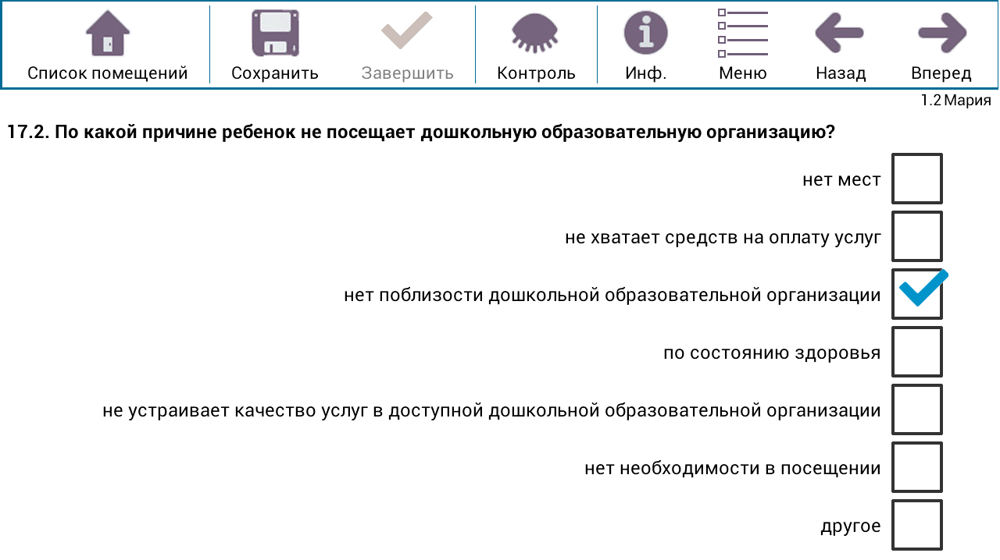 Список помещений Сохранить Завершить Контроль Инф. Меню Назад Вперед
1.2 Мария
17.2. По какой причине ребенок не посещает дошкольную образовательную организацию?
нет мест
не хватает средств на оплату услуг
нет поблизости дошкольной образовательной организации
по состоянию здоровья
не устраивает качество услуг в доступной дошкольной образовательной организации
нет необходимости в посещении
другое